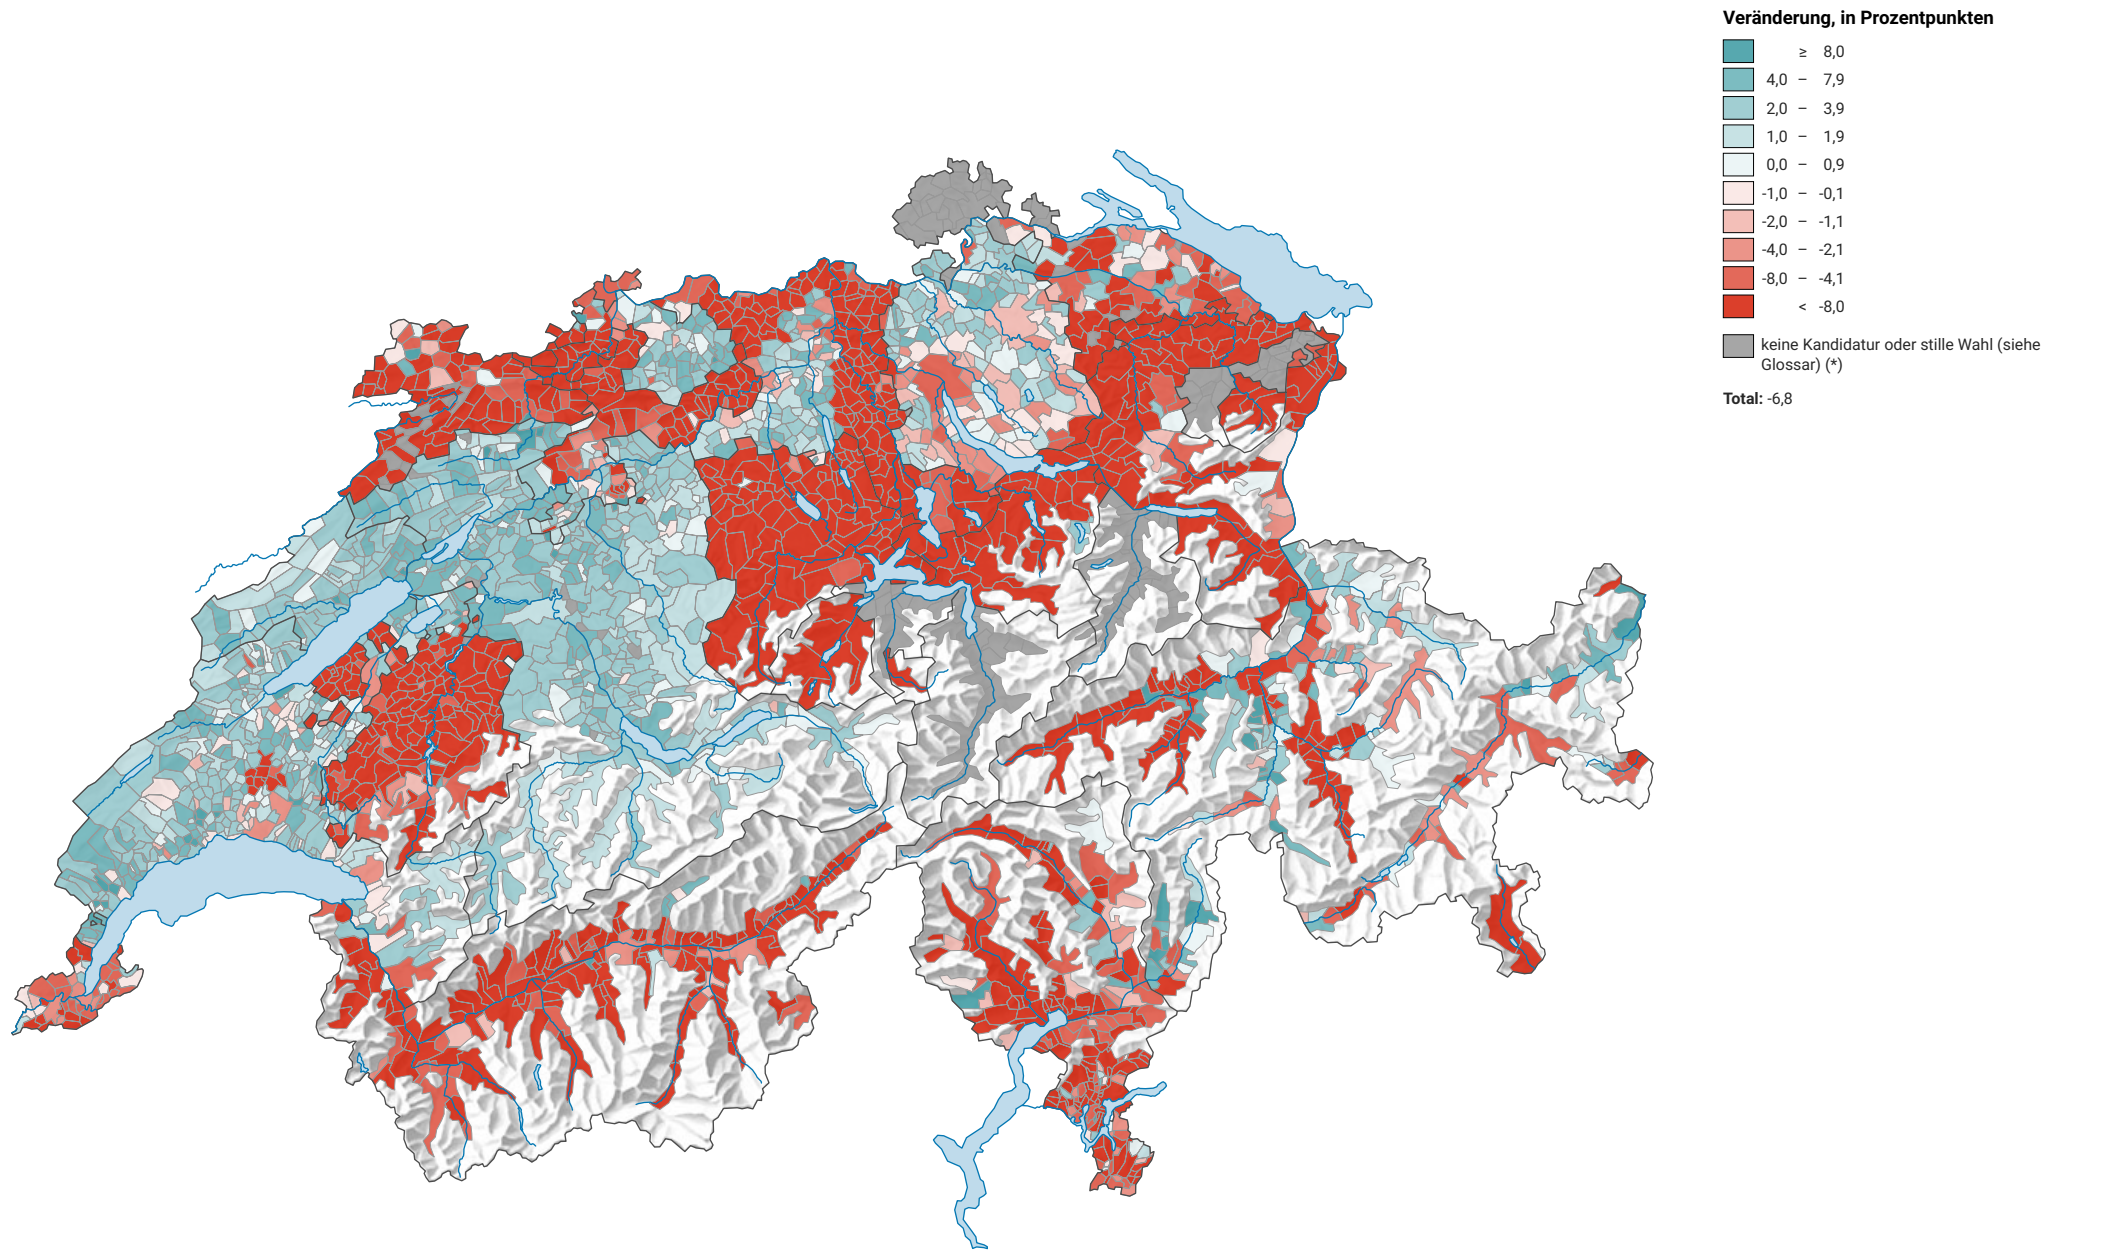 Veränderung, in Prozentpunkten
≥ 8,0
4,0 – 7,9
2,0 – 3,9
1,0 – 1,9
0,0 – 0,9
-1,0 – -0,1
-2,0 – -1,1
-4,0 – -2,1
-8,0 – -4,1
< -8,0
keine Kandidatur oder stille Wahl (siehe
Glossar) (*)
Total: -6,8